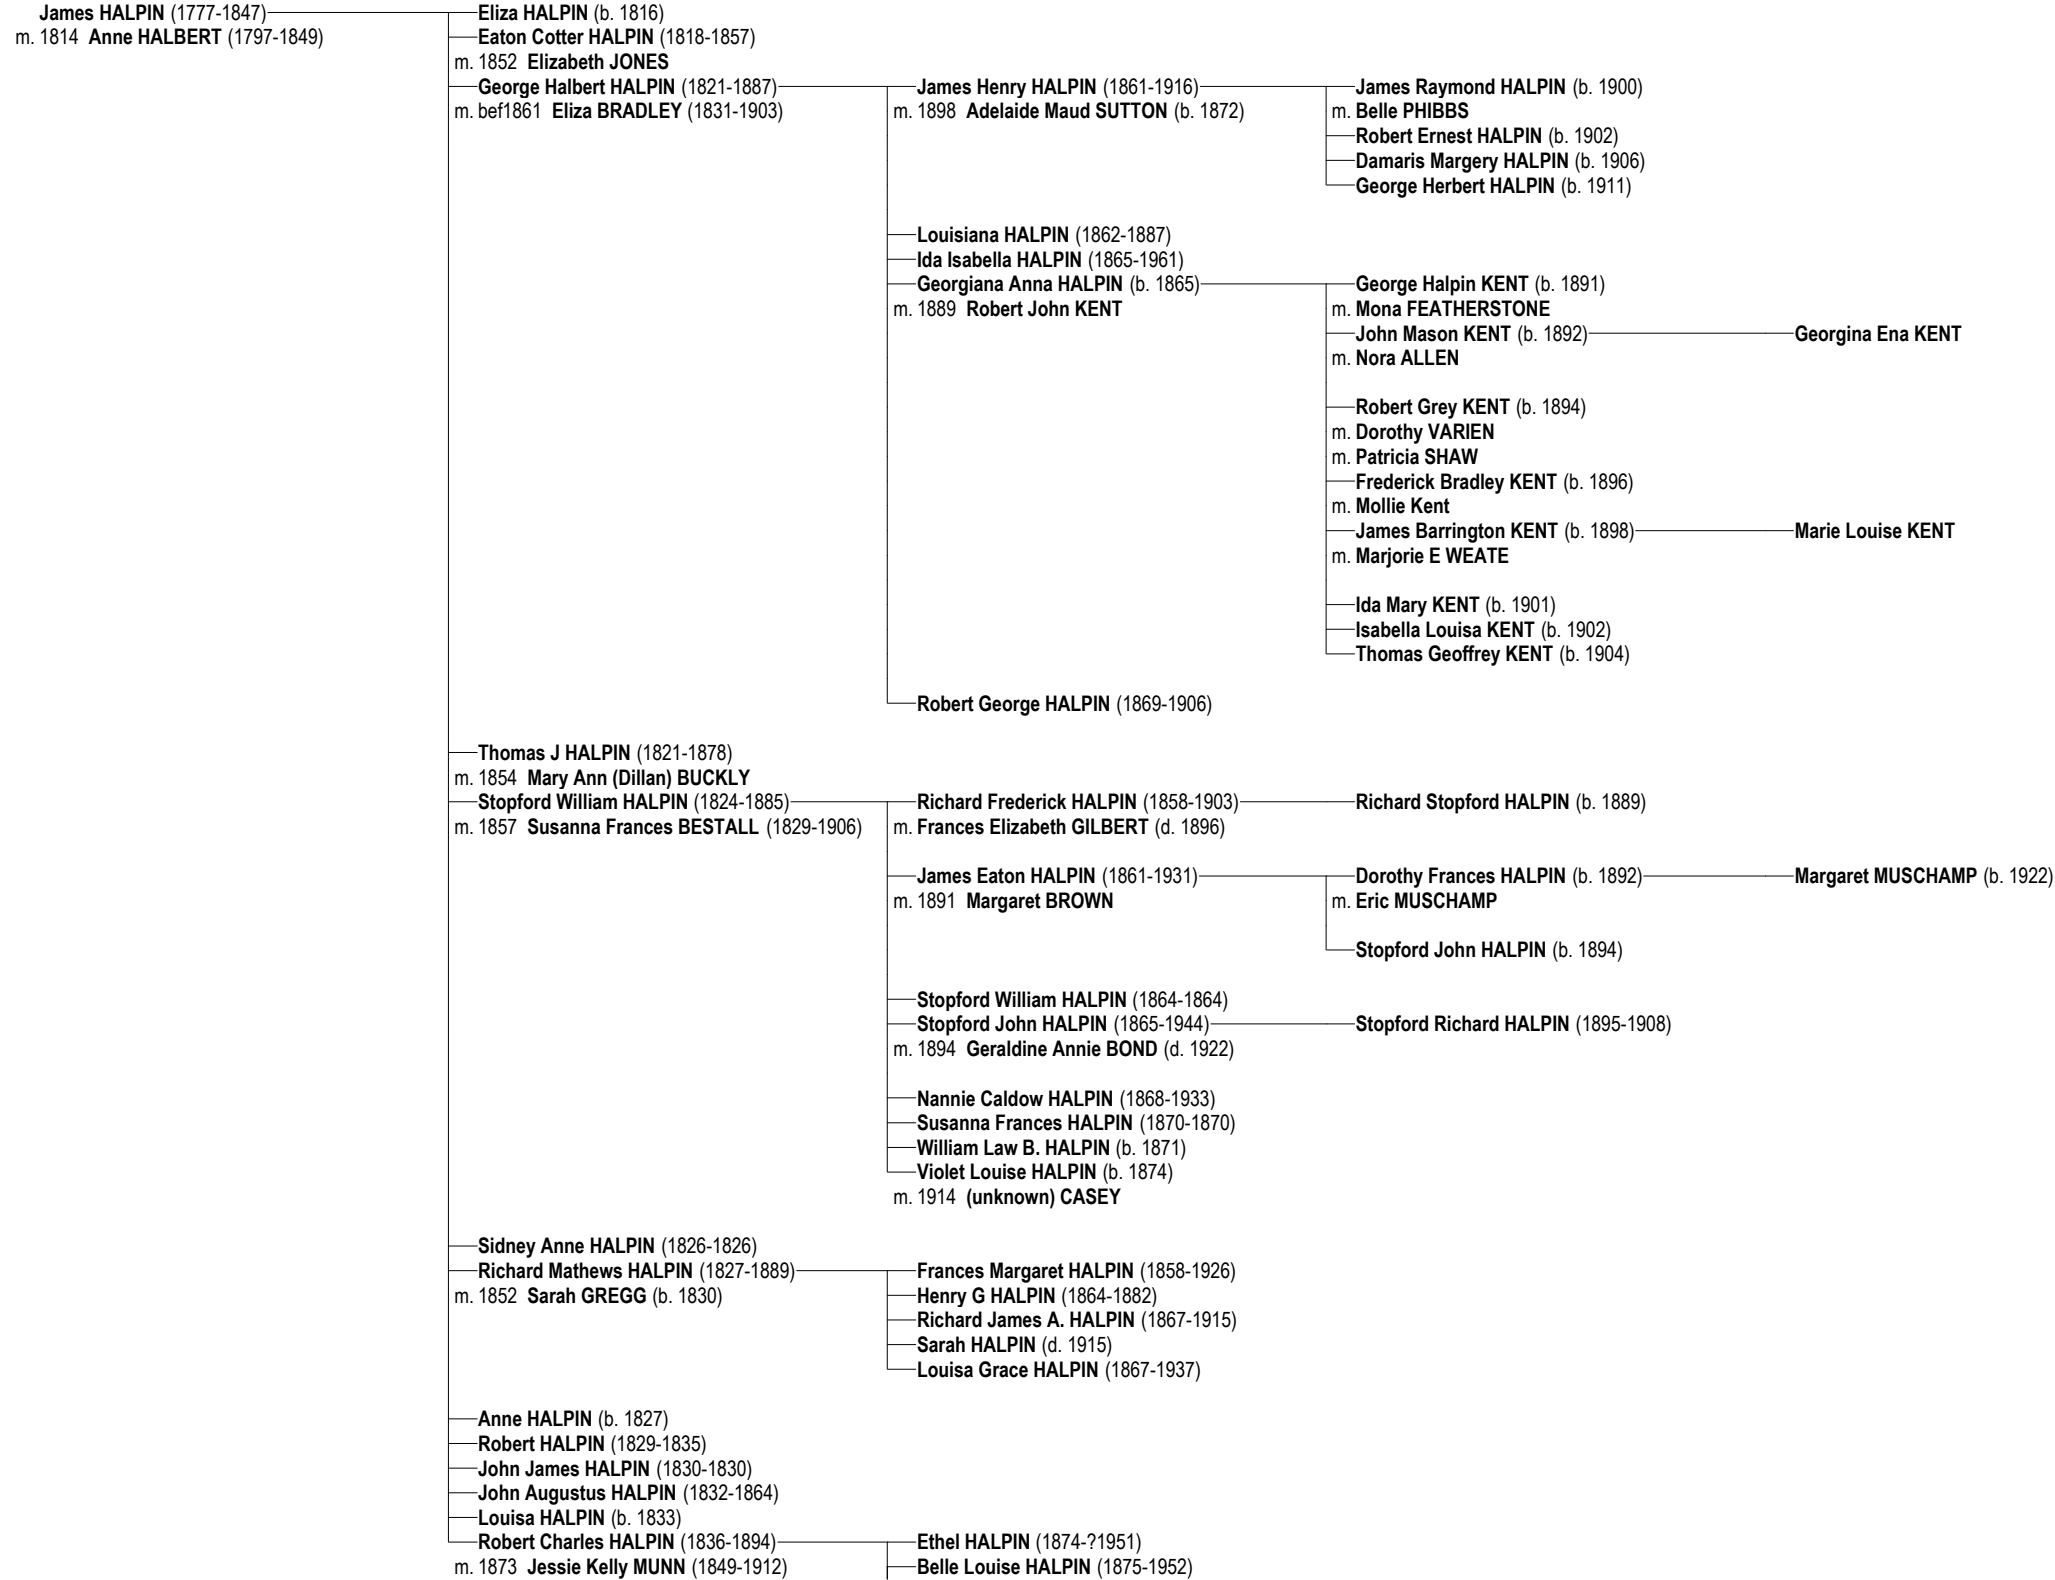 James HALPIN (1777-1847) Eliza HALPIN (b. 1816)
m. 1814 Anne HALBERT (1797-1849) Eaton Cotter HALPIN (1818-1857)
m. 1852 Elizabeth JONES
George Halbert HALPIN (1821-1887) James Henry HALPIN (1861-1916) James Raymond HALPIN (b. 1900)
m. bef1861 Eliza BRADLEY (1831-1903) m. 1898 Adelaide Maud SUTTON (b. 1872) m. Belle PHIBBS
Robert Ernest HALPIN (b. 1902)
Damaris Margery HALPIN (b. 1906)
George Herbert HALPIN (b. 1911)
Louisiana HALPIN (1862-1887)
Ida Isabella HALPIN (1865-1961)
Georgiana Anna HALPIN (b. 1865) George Halpin KENT (b. 1891)
m. 1889 Robert John KENT m. Mona FEATHERSTONE
John Mason KENT (b. 1892) Georgina Ena KENT
m. Nora ALLEN
Robert Grey KENT (b. 1894)
m. Dorothy VARIEN
m. Patricia SHAW
Frederick Bradley KENT (b. 1896)
m. Mollie Kent
James Barrington KENT (b. 1898) Marie Louise KENT
m. Marjorie E WEATE
Ida Mary KENT (b. 1901)
Isabella Louisa KENT (b. 1902)
Thomas Geoffrey KENT (b. 1904)
Robert George HALPIN (1869-1906)
Thomas J HALPIN (1821-1878)
m. 1854 Mary Ann (Dillan) BUCKLY
Stopford William HALPIN (1824-1885) Richard Frederick HALPIN (1858-1903) Richard Stopford HALPIN (b. 1889)
m. 1857 Susanna Frances BESTALL (1829-1906) m. Frances Elizabeth GILBERT (d. 1896)
James Eaton HALPIN (1861-1931) Dorothy Frances HALPIN (b. 1892) Margaret MUSCHAMP (b. 1922)
m. 1891 Margaret BROWN m. Eric MUSCHAMP
Stopford John HALPIN (b. 1894)
Stopford William HALPIN (1864-1864)
Stopford John HALPIN (1865-1944) Stopford Richard HALPIN (1895-1908)
m. 1894 Geraldine Annie BOND (d. 1922)
Nannie Caldow HALPIN (1868-1933)
Susanna Frances HALPIN (1870-1870)
William Law B. HALPIN (b. 1871)
Violet Louise HALPIN (b. 1874)
m. 1914 (unknown) CASEY
Sidney Anne HALPIN (1826-1826)
Richard Mathews HALPIN (1827-1889) Frances Margaret HALPIN (1858-1926)
m. 1852 Sarah GREGG (b. 1830) Henry G HALPIN (1864-1882)
Richard James A. HALPIN (1867-1915)
Sarah HALPIN (d. 1915)
Louisa Grace HALPIN (1867-1937)
Anne HALPIN (b. 1827)
Robert HALPIN (1829-1835)
John James HALPIN (1830-1830)
John Augustus HALPIN (1832-1864)
Louisa HALPIN (b. 1833)
Robert Charles HALPIN (1836-1894) Ethel HALPIN (1874-?1951)
m. 1873 Jessie Kelly MUNN (1849-1912) Belle Louise HALPIN (1875-1952)